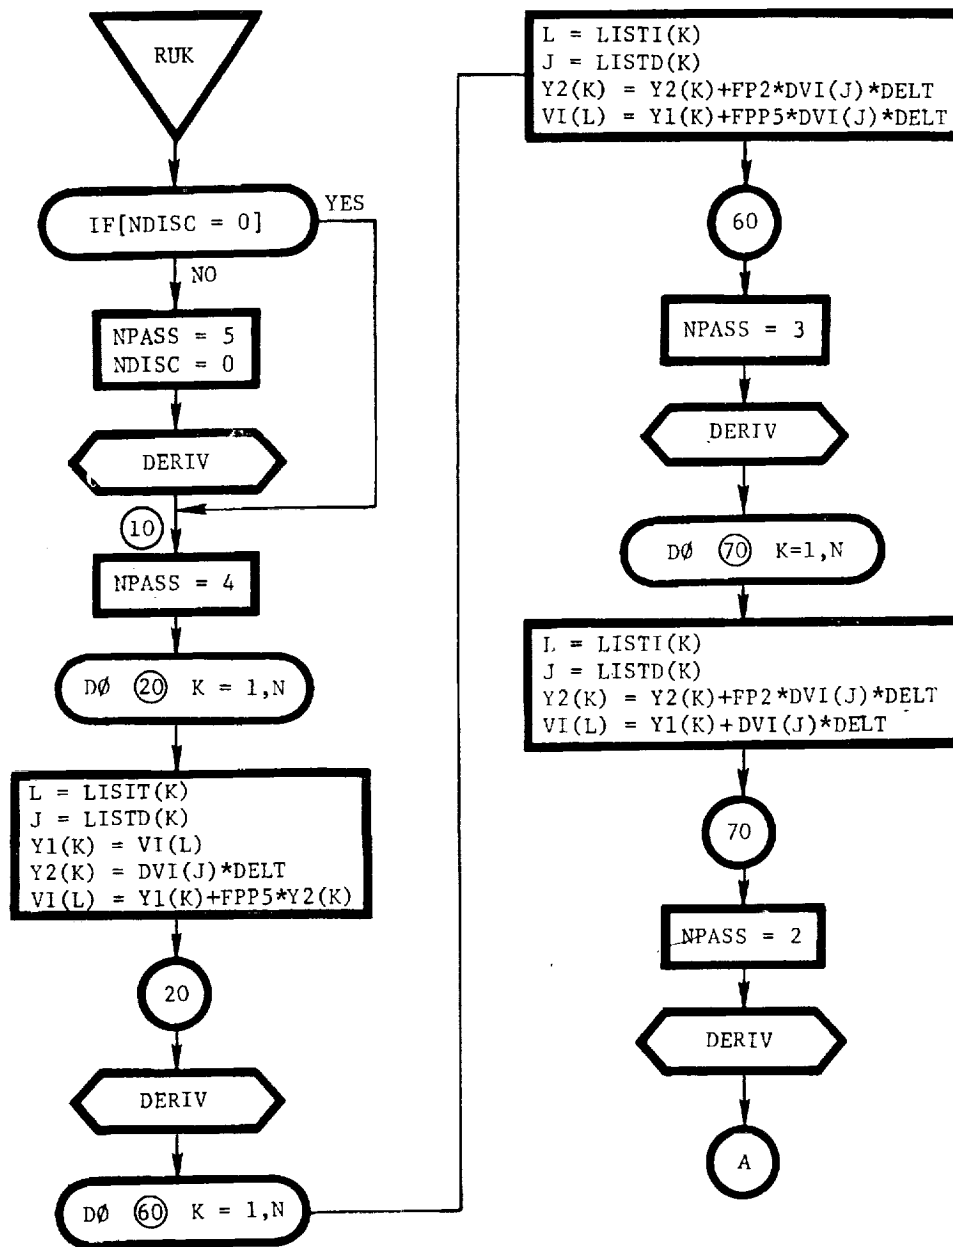 RUK
IF[NDISC = 0]
YES
NO
NPASS = 5
NDISC = 0
DERIV
10
NPASS = 4
DØ 20 K = 1,N
L = LISIT(K)
J = LISTD(K)
Y1(K) = VI(L)
Y2(K) = DVI(J)*DELT
VI(L) = Y1(K)+FPP5*Y2(K)
20
DERIV
DØ 60 K = 1,N
L = LISTI(K)
J = LISTD(K)
Y2(K) = Y2(K)+FP2*DVI(J)*DELT
VI(L) = Y1(K)+FPP5*DVI(J)*DELT
60
NPASS = 3
DERIV
DØ 70 K=1,N
L = LISTI(K)
J = LISTD(K)
Y2(K) = Y2(K)+FP2*DVI(J)*DELT
VI(L) = Y1(K)+DVI(J)*DELT
70
NPASS = 2
DERIV
A